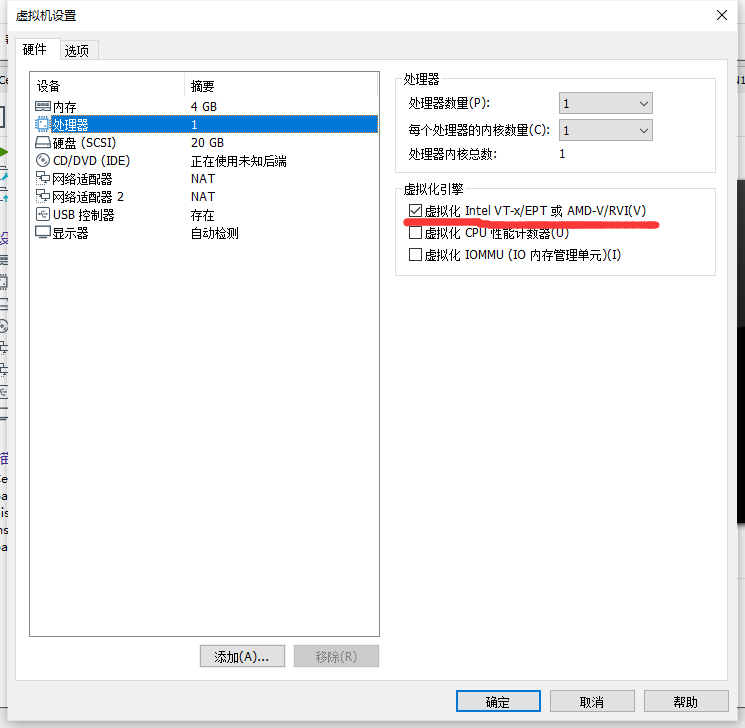 虚拟机设置
硬件 选项
设备 摘要
内存 4 GB
处理器 1
硬盘 (SCSI) 20 GB
CD/DVD (IDE) 正在使用未知后端
网络适配器 NAT
网络适配器 2 NAT
USB 控制器 存在
显示器 自动检测
添加(A)... 移除(R)
处理器
处理器数量(P): 1
每个处理器的内核数量(C): 1
处理器内核总数: 1
虚拟化引擎
虚拟化 Intel VT-x/EPT 或 AMD-V/RVI(V)
虚拟化 CPU 性能计数器(U)
虚拟化 IOMMU (IO 内存管理单元)(I)
确定 取消 帮助